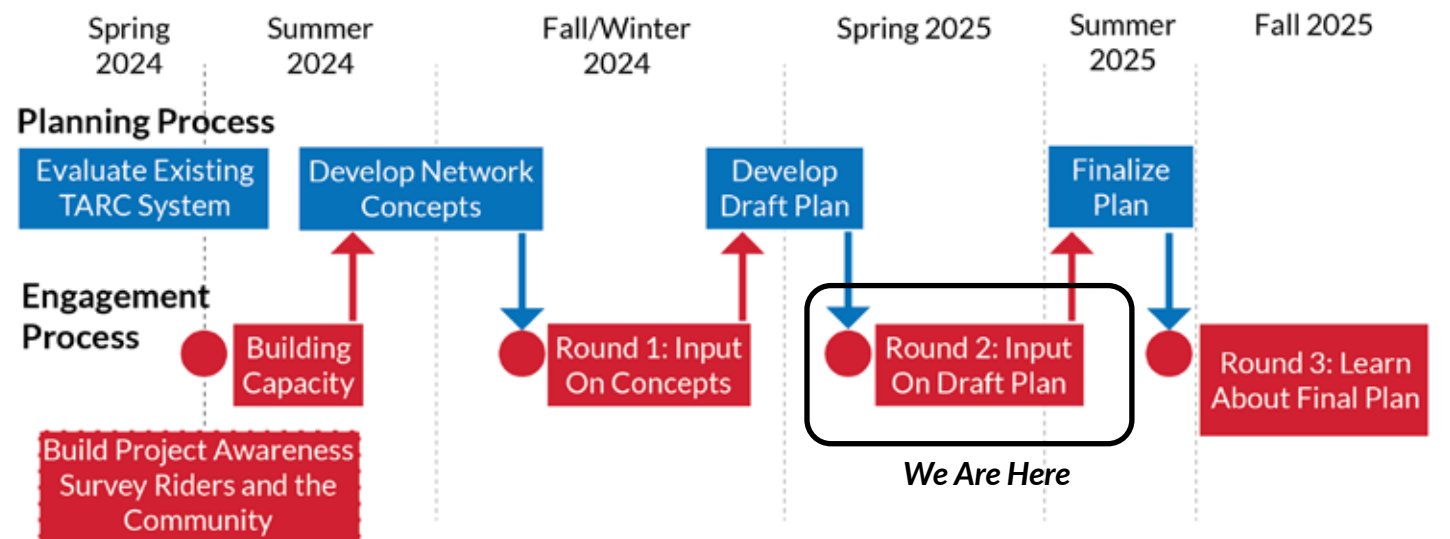 Spring
2024
Summer
2024
Fall/Winter
2024
Spring 2025
Summer
2025
Fall 2025
Planning Process
Evaluate Existing
TARC System
Develop Network
Concepts
Develop
Draft Plan
Finalize
Plan
Engagement
Process
Building
Capacity
Round 1: Input
On Concepts
Round 2: Input
On Draft Plan
Round 3: Learn
About Final Plan
Build Project Awareness
Survey Riders and the
Community
We Are Here